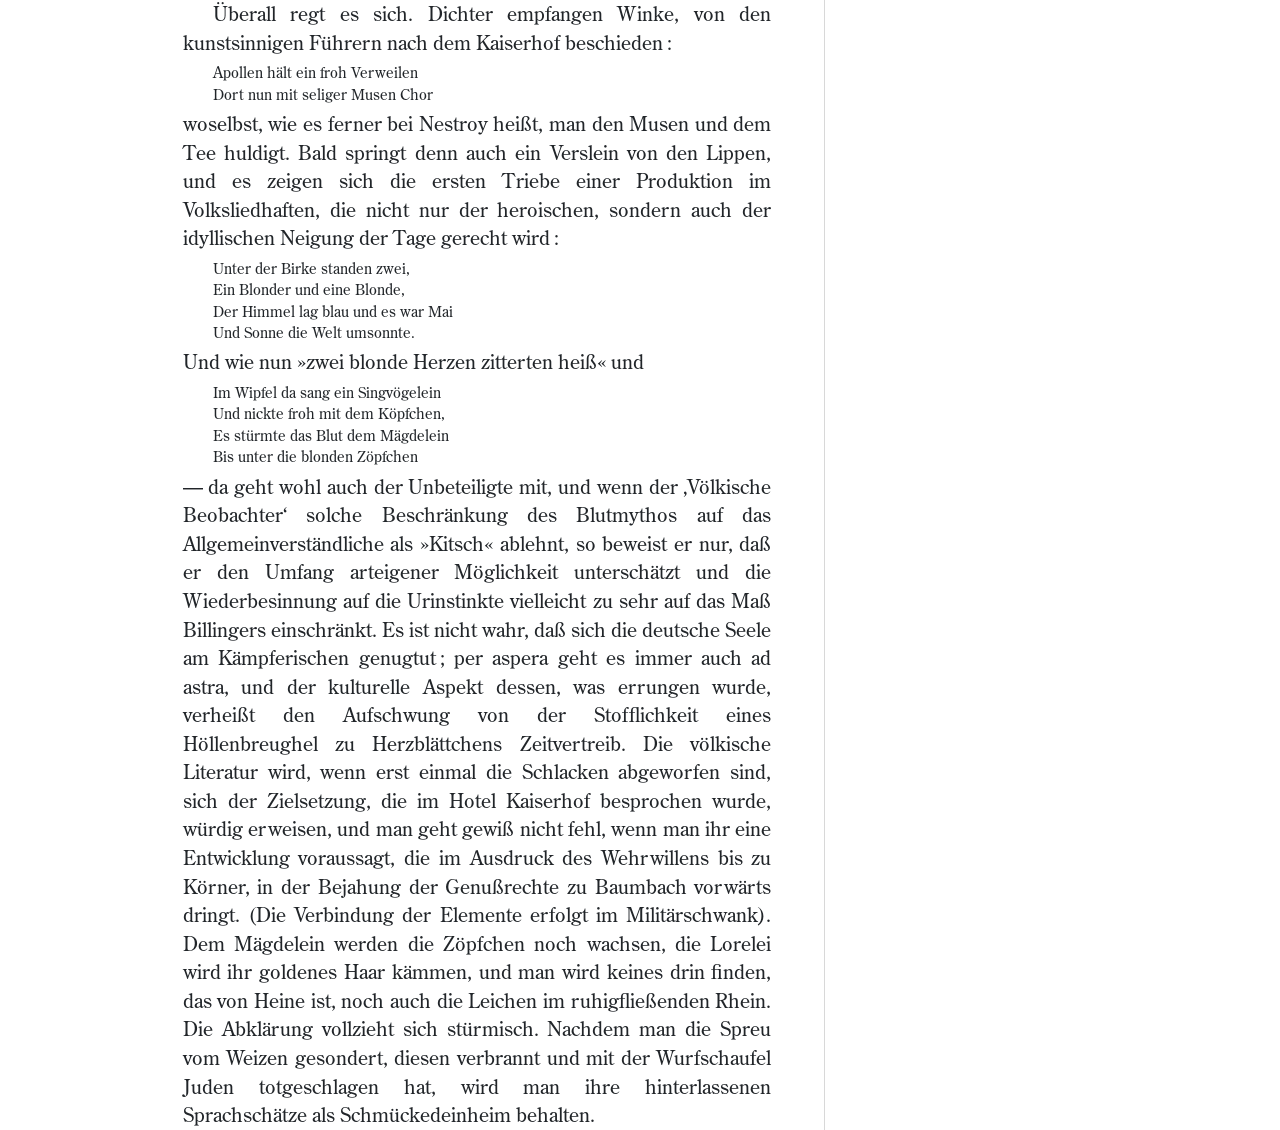 Überall regt es sich. Dichter empfangen Winke, von den
kunstsinnigen Führern nach dem Kaiserhof beschieden :
Apollen hält ein froh Verweilen
Dort nun mit seliger Musen Chor
woselbst, wie es ferner bei Nestroy heißt, man den Musen und dem
Tee huldigt. Bald springt denn auch ein Verslein von den Lippen,
und es zeigen sich die ersten Triebe einer Produktion im
Volksliedhaften, die nicht nur der heroischen, sondern auch der
idyllischen Neigung der Tage gerecht wird :
Unter der Birke standen zwei,
Ein Blonder und eine Blonde,
Der Himmel lag blau und es war Mai
Und Sonne die Welt umsonnte.
Und wie nun »zwei blonde Herzen zitterten heiß« und
Im Wipfel da sang ein Singvögelein
Und nickte froh mit dem Köpfchen,
Es stürmte das Blut dem Mägdelein
Bis unter die blonden Zöpfchen
— da geht wohl auch der Unbeteiligte mit, und wenn der ‚Völkische
Beobachter‘ solche Beschränkung des Blutmythos auf das
Allgemeinverständliche als »Kitsch« ablehnt, so beweist er nur, daß
er den Umfang arteigener Möglichkeit unterschätzt und die
Wiederbesinnung auf die Urinstinkte vielleicht zu sehr auf das Maß
Billingers einschränkt. Es ist nicht wahr, daß sich die deutsche Seele
am Kämpferischen genugtut ; per aspera geht es immer auch ad
astra, und der kulturelle Aspekt dessen, was errungen wurde,
verheißt den Aufschwung von der Stofflichkeit eines
Höllenbreughel zu Herzblättchens Zeitvertreib. Die völkische
Literatur wird, wenn erst einmal die Schlacken abgeworfen sind,
sich der Zielsetzung, die im Hotel Kaiserhof besprochen wurde,
würdig erweisen, und man geht gewiß nicht fehl, wenn man ihr eine
Entwicklung voraussagt, die im Ausdruck des Wehrwillens bis zu
Körner, in der Bejahung der Genußrechte zu Baumbach vorwärts
dringt. (Die Verbindung der Elemente erfolgt im Militärschwank).
Dem Mägdelein werden die Zöpfchen noch wachsen, die Lorelei
wird ihr goldenes Haar kämmen, und man wird keines drin finden,
das von Heine ist, noch auch die Leichen im ruhigfließenden Rhein.
Die Abklärung vollzieht sich stürmisch. Nachdem man die Spreu
vom Weizen gesondert, diesen verbrannt und mit der Wurfschaufel
Juden totgeschlagen hat, wird man ihre hinterlassenen
Sprachschätze als Schmückedeinheim behalten.